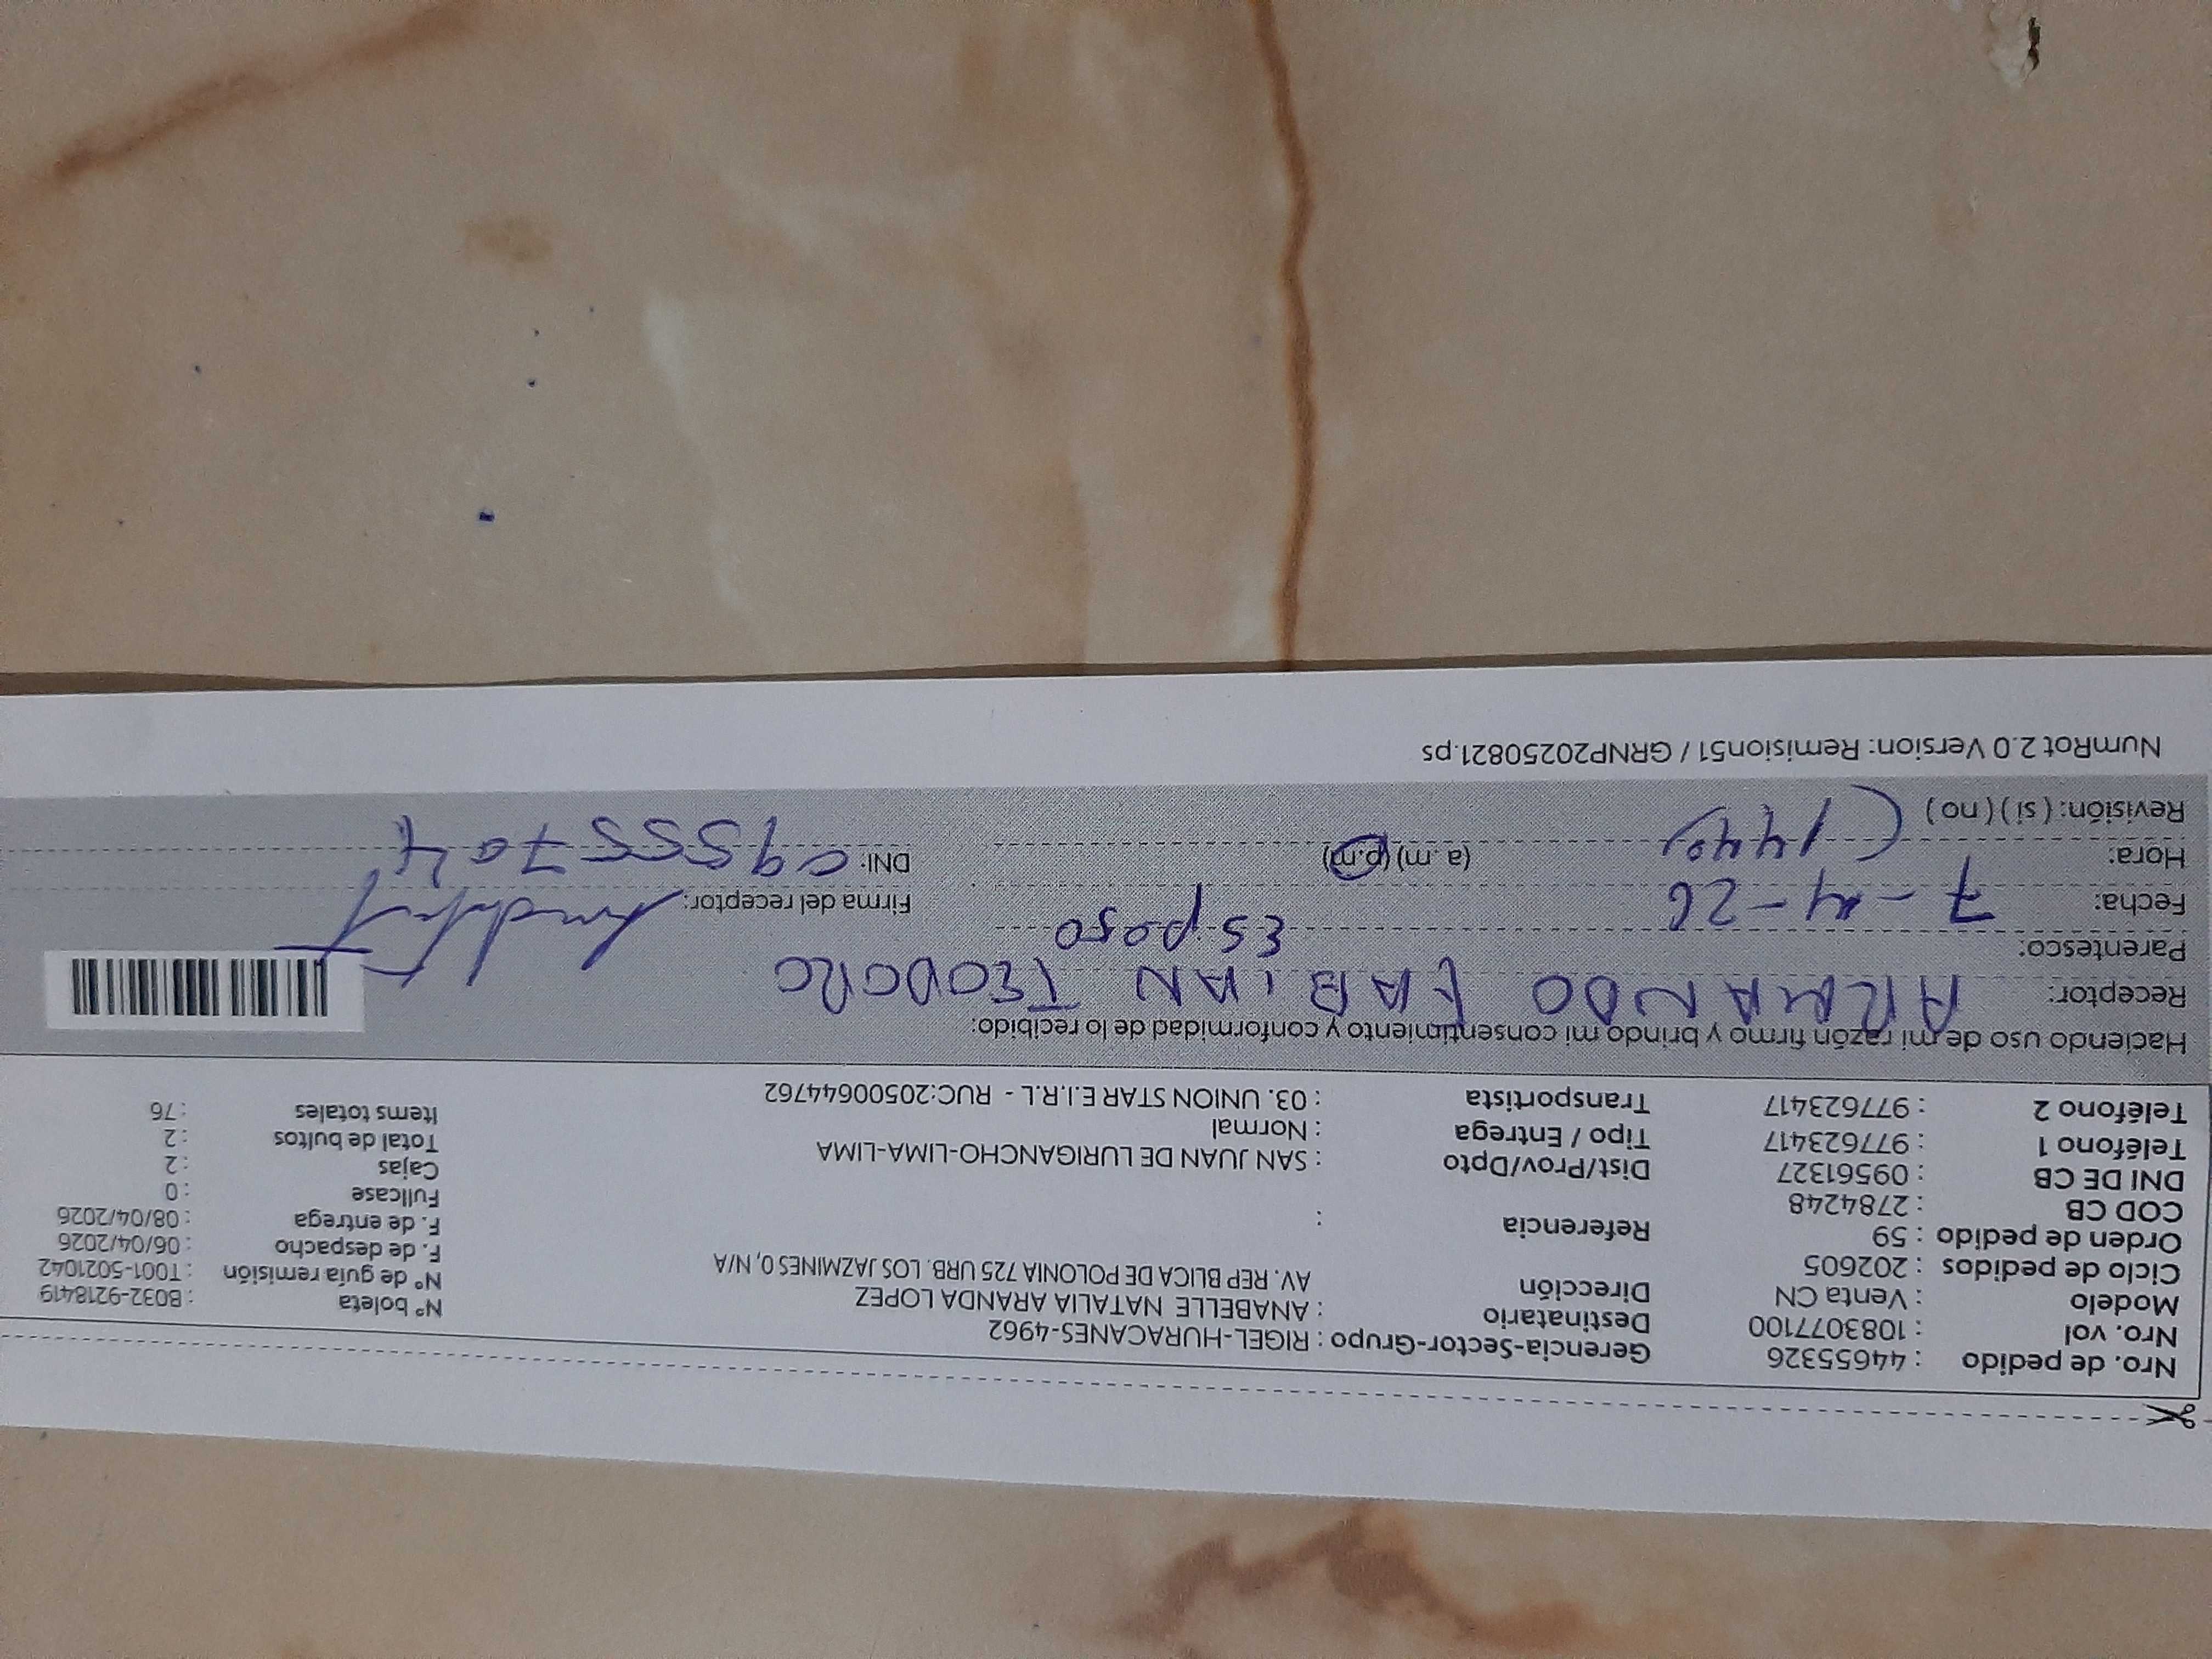 Nro. de pedido : 44655326 Gerencia-Sector-Grupo : RIGEL-HURACANES-4962 N° boleta : B032-9218419
Nro. vol : 1083077100 Destinatario : ANABELLE NATALIA ARANDA LOPEZ N° de guía remisión : T001-5021042
Modelo : Venta CN Dirección AV. REP BLICA DE POLONIA 725 URB. LOS JAZMINES 0, N/A F. de despacho : 06/04/2026
Ciclo de pedidos : 202605 F. de entrega : 08/04/2026
Orden de pedido : 59 Referencia : Fullcase : 0
COD CB : 2784248 Dist/Prov/Dpto : SAN JUAN DE LURIGANCHO-LIMA-LIMA Cajas : 2
DNI DE CB : 09561327 Tipo / Entrega : Normal Total de bultos : 2
Teléfono 1 : 977623417 Transportista : 03. UNION STAR E.I.R.L - RUC:20500644762 Items totales : 76
Teléfono 2 : 977623417
Haciendo uso de mi razón firmo y brindo mi consentimiento y conformidad de lo recibido:
Receptor: ARMANDO FABIAN TEODORO
Parentesco: Esposo
Fecha: 7-4-26 Firma del receptor:
Hora: 1440 (a. m) (p.m) DNI: 09555704
Revisión: ( si ) ( no )
NumRot 2.0 Version: Remision51 / GRNP20250821.ps